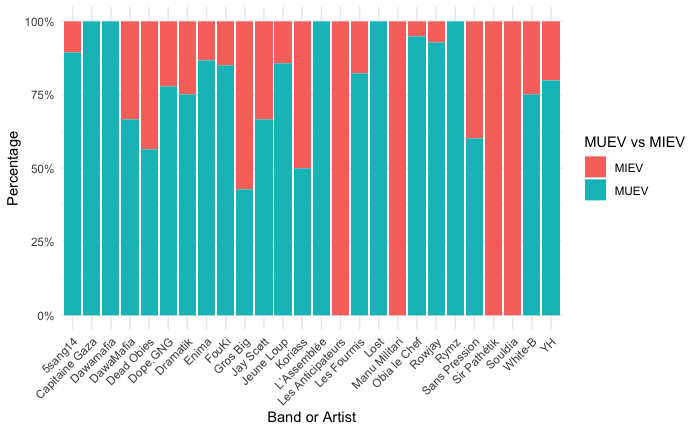 100%
75%
50%
25%
0%
Percentage
5sang14
Capitaine Gaza
Dawamafia
DawaMafia
Dead Obies
Dope.GNG
Dramatik
Enima
FouKi
Gros Big
Jay Scøtt
Jeune Loup
Koriass
L'Assemblée
Les Anticipateurs
Les Fourmis
Lost
Manu Militari
Obia le Chef
Rowjay
Rymz
Sans Pression
Sir Pathétik
Souldia
White-B
YH
Band or Artist
MUEV vs MIEV
MIEV
MUEV